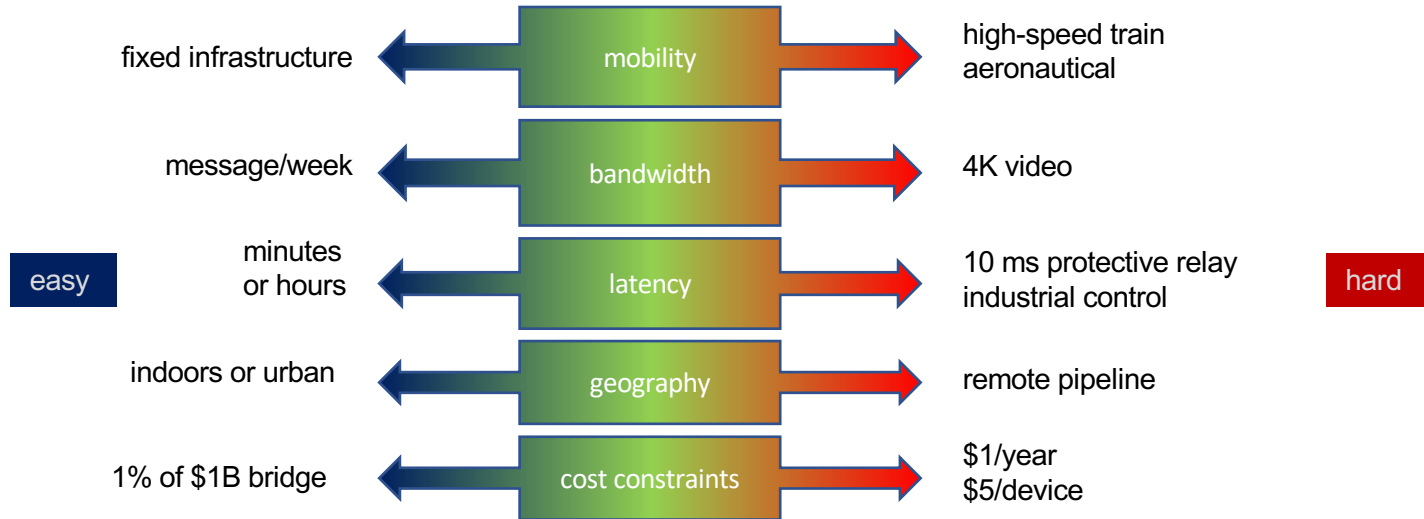 fixed infrastructure
mobility
high-speed train
aeronautical
message/week
bandwidth
4K video
easy
minutes
or hours
latency
10 ms protective relay
industrial control
hard
indoors or urban
geography
remote pipeline
1% of $1B bridge
cost constraints
$1/year
$5/device